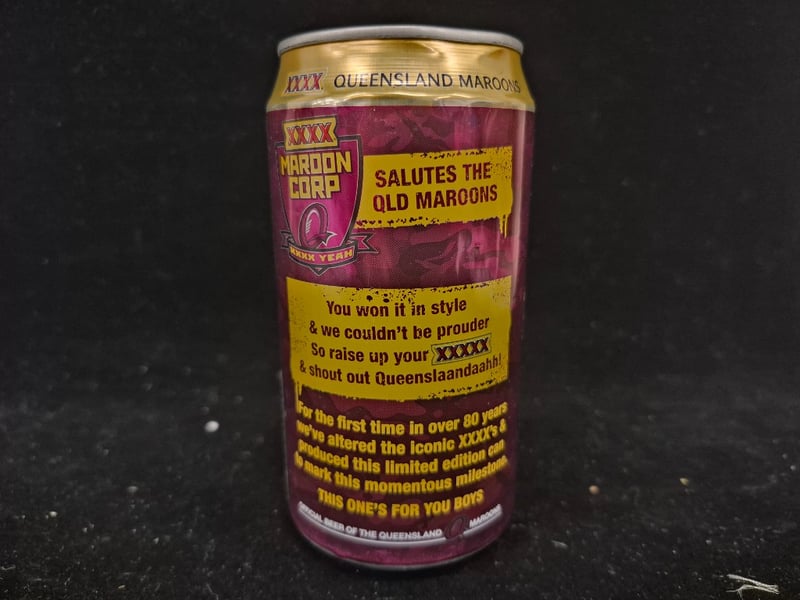 XXXX QUEENSLAND MAROONS
XXXX
MAROON
CORP
XXXX YEAH
SALUTES THE
QLD MAROONS
You won it in style
& we couldn't be prouder
So raise up your XXXXX
& shout out Queenslaandaahh!
For the first time in over 80 years
we've altered the iconic XXXX's &
produced this limited edition can
to mark this momentous milestone.
THIS ONE'S FOR YOU BOYS
OFFICIAL BEER OF THE QUEENSLAND MAROONS